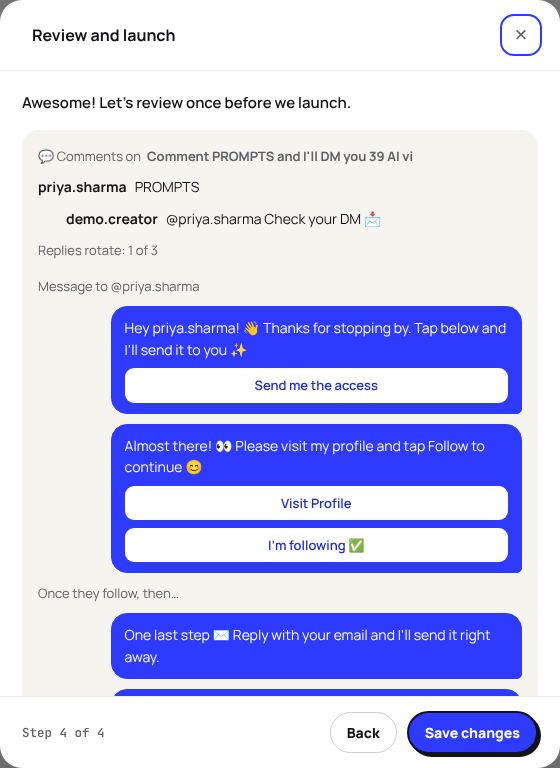 Review and launch
Awesome! Let's review once before we launch.
💬 Comments on Comment PROMPTS and I'll DM you 39 AI vi
priya.sharma PROMPTS
demo.creator @priya.sharma Check your DM 📩
Replies rotate: 1 of 3
Message to @priya.sharma
Hey priya.sharma! 👋 Thanks for stopping by. Tap below and
I'll send it to you ✨
Send me the access
Almost there! 👀 Please visit my profile and tap Follow to
continue 😊
Visit Profile
I'm following ✅
Once they follow, then…
One last step ✉️ Reply with your email and I'll send it right
away.
Step 4 of 4
Back
Save changes